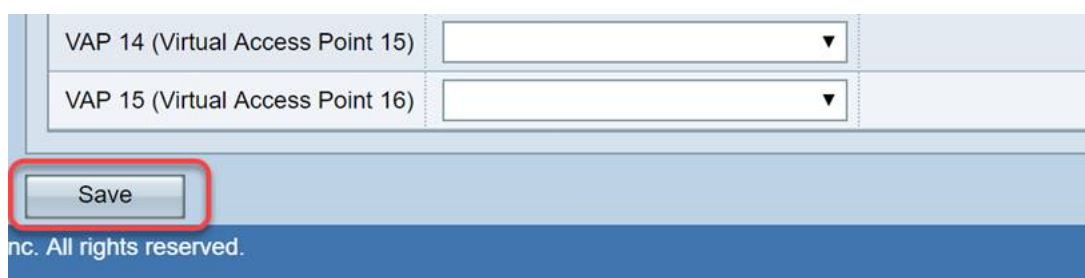 VAP 14 (Virtual Access Point 15)
VAP 15 (Virtual Access Point 16)
Save
nc. All rights reserved.